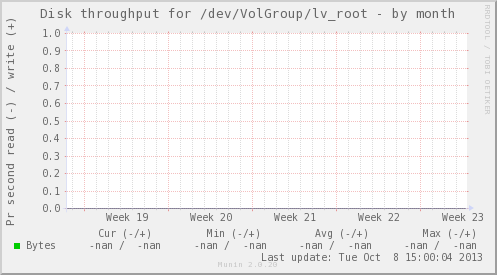 Disk throughput for /dev/VolGroup/lv_root - by month
RRDTOOL / TOBI OETIKER
Pr second read (-) / write (+)
1.0
0.9
0.8
0.7
0.6
0.5
0.4
0.3
0.2
0.1
0.0
Week 19 Week 20 Week 21 Week 22 Week 23
Cur (-/+) Min (-/+) Avg (-/+) Max (-/+)
Bytes -nan / -nan -nan / -nan -nan / -nan -nan / -nan
Last update: Tue Oct 8 15:00:04 2013
Munin 2.0.20